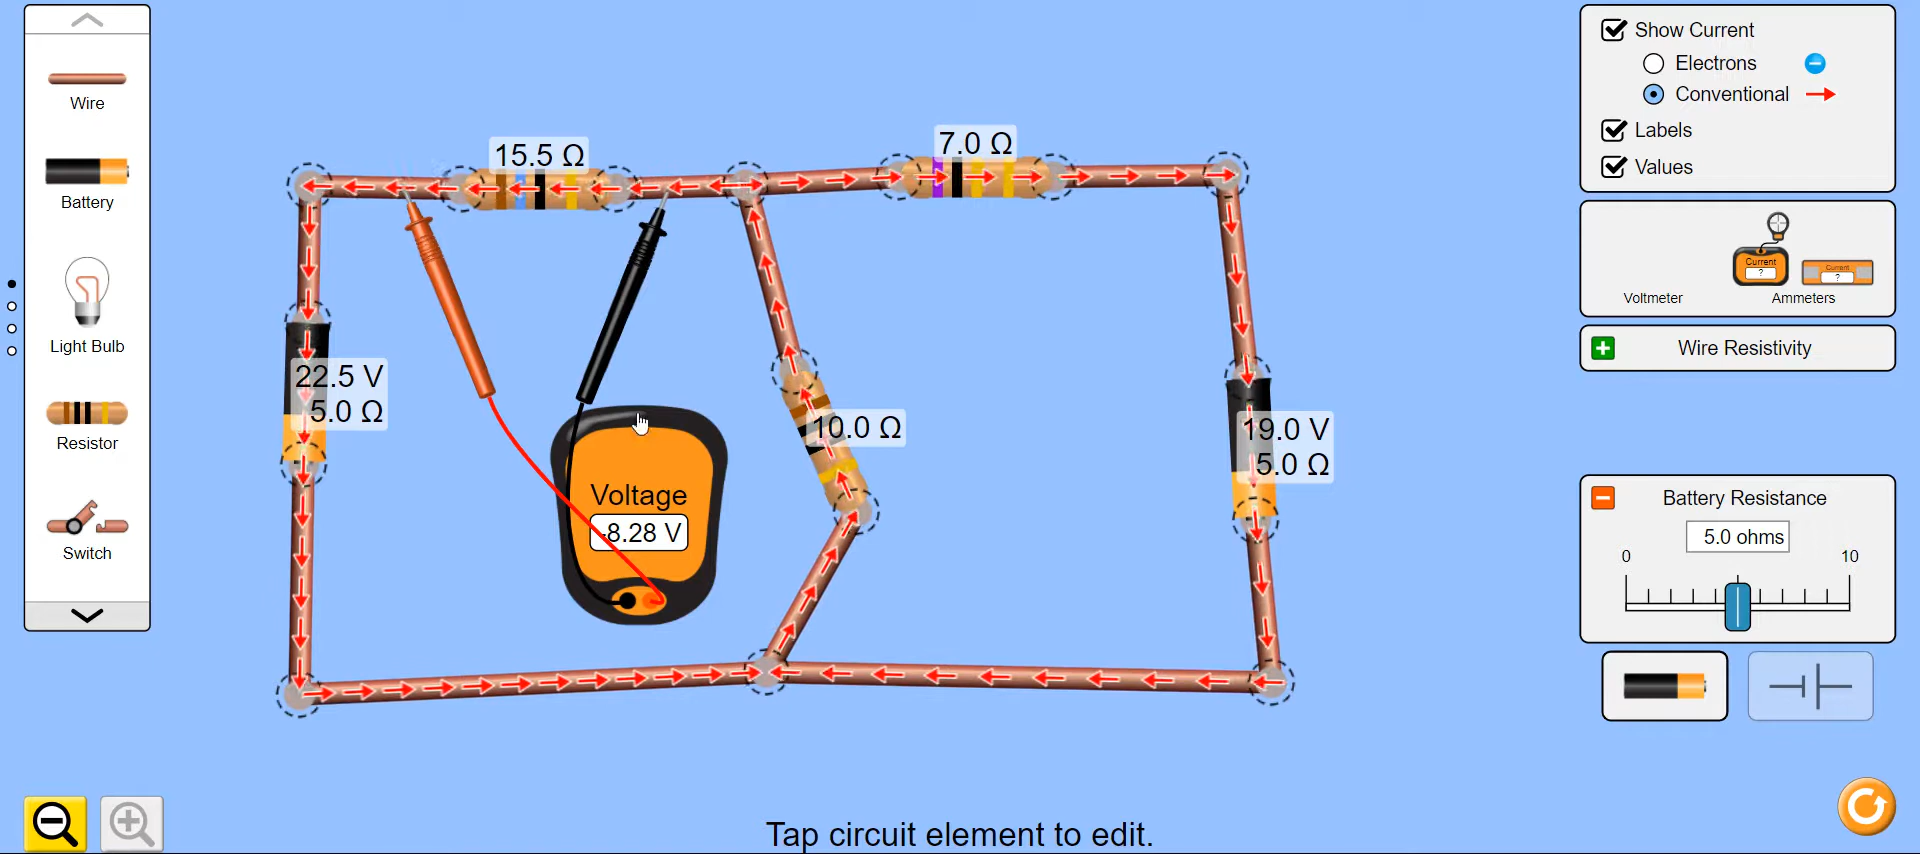 Wire
Battery
Light Bulb
Resistor
Switch
15.5 Ω
7.0 Ω
22.5 V
5.0 Ω
10.0 Ω
19.0 V
5.0 Ω
Voltage
-8.28 V
Show Current
Electrons
Conventional
Labels
Values
Current
?
Current
?
Voltmeter
Ammeters
Wire Resistivity
Battery Resistance
5.0 ohms
0
10
Tap circuit element to edit.